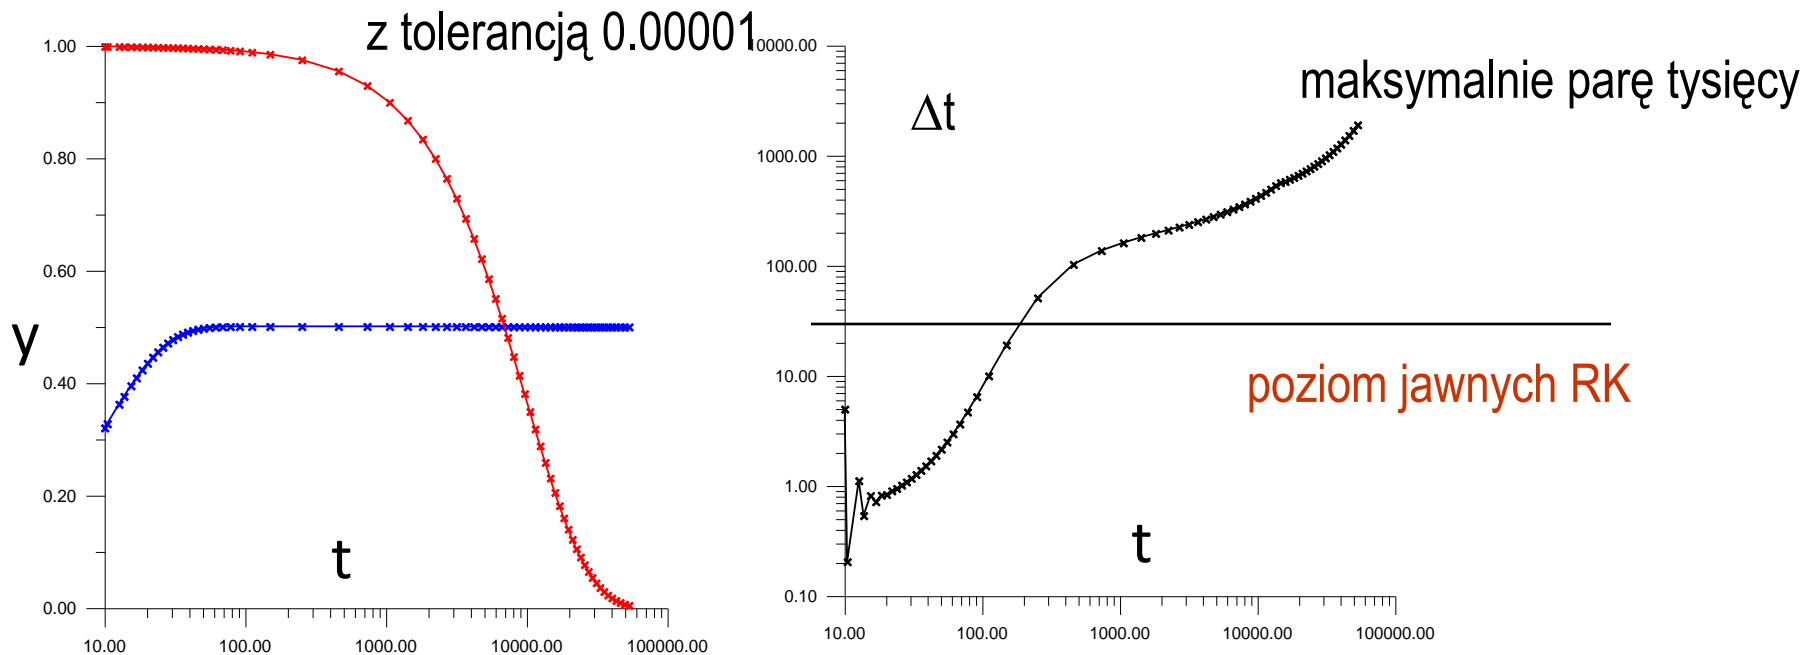 z tolerancją 0.00001
1.00
0.80
0.60
0.40
0.20
0.00
y
t
10.00 100.00 1000.00 10000.00 100000.00
10000.00
1000.00
100.00
10.00
1.00
0.10
Δt
maksymalnie parę tysięcy
poziom jawnych RK
t
10.00 100.00 1000.00 10000.00 100000.00